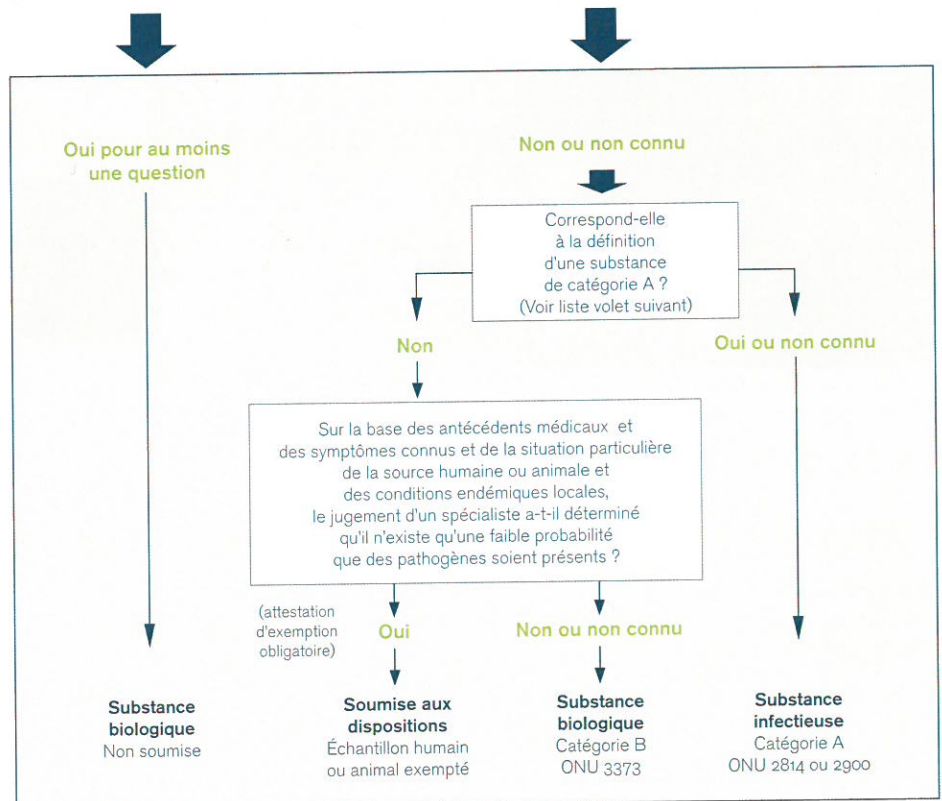 Oui pour au moins
une question
Non ou non connu
Correspond-elle
à la définition
d'une substance
de catégorie A ?
(Voir liste volet suivant)
Non
Oui ou non connu
Sur la base des antécédents médicaux et
des symptômes connus et de la situation particulière
de la source humaine ou animale et
des conditions endémiques locales,
le jugement d'un spécialiste a-t-il déterminé
qu'il n'existe qu'une faible probabilité
que des pathogènes soient présents ?
(attestation
d'exemption
obligatoire)
Oui
Non ou non connu
Substance
biologique
Non soumise
Soumise aux
dispositions
Échantillon humain
ou animal exempté
Substance
biologique
Catégorie B
ONU 3373
Substance
infectieuse
Catégorie A
ONU 2814 ou 2900